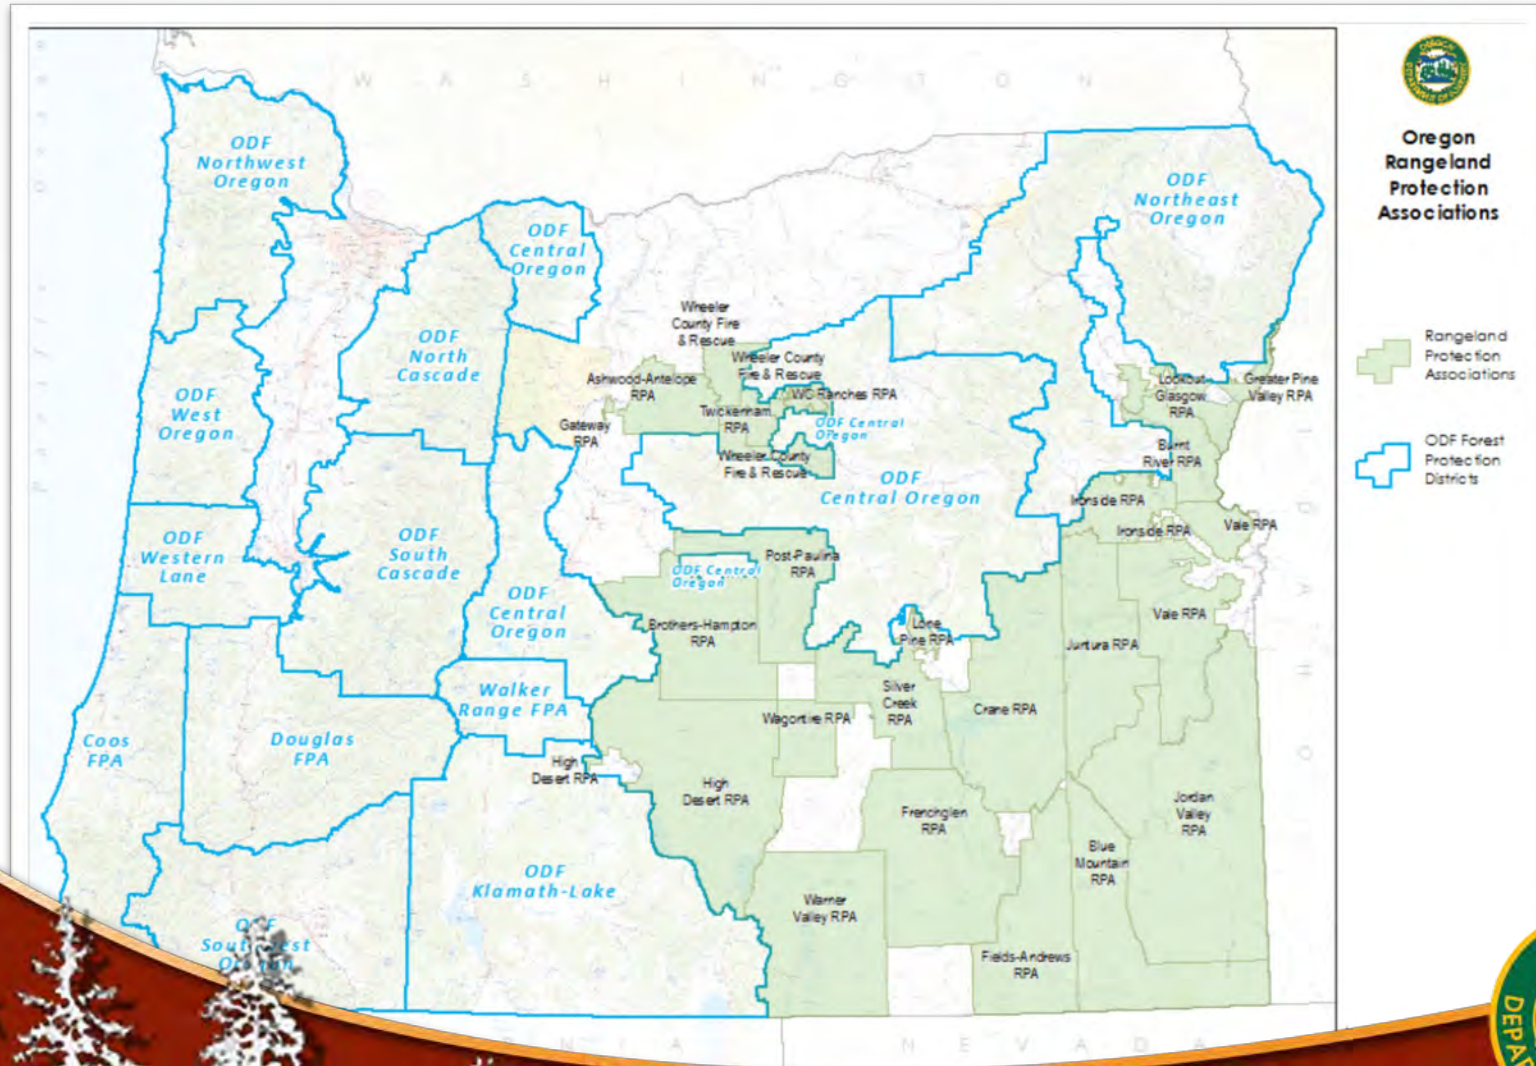 W A S H I N G T O N
ODF
Northwest
Oregon
ODF
Northeast
Oregon
ODF
Central
Oregon
Wheeler
County Fire
& Rescue
ODF
North
Cascade
Wheeler County
Fire & Rescue
Ashwood-Antelope
RPA
WC Ranches RPA
Lookout-
Glasgow
RPA
Greater Pine
Valley RPA
ODF
West
Oregon
Twickenham
RPA
Gateway
RPA
ODF Central
Oregon
Burnt
River RPA
Wheeler County
Fire & Rescue
ODF
Central Oregon
Ironside RPA
Ironside RPA
Vale RPA
ODF
Western
Lane
ODF
South
Cascade
ODF Central
Oregon
Post-Paulina
RPA
ODF
Central
Oregon
Brothers-Hampton
RPA
Lone
Pine RPA
Juntura RPA
Vale RPA
Walker
Range FPA
Silver
Creek
RPA
Crane RPA
Wagontire RPA
Coos
FPA
Douglas
FPA
High
Desert RPA
High
Desert RPA
Frenchglen
RPA
Jordan
Valley
RPA
Blue
Mountain
RPA
ODF
Klamath-Lake
Warner
Valley RPA
Fields-Andrews
RPA
N I A
N E V A D A
Oregon
Rangeland
Protection
Associations
Rangeland
Protection
Associations
ODF Forest
Protection
Districts